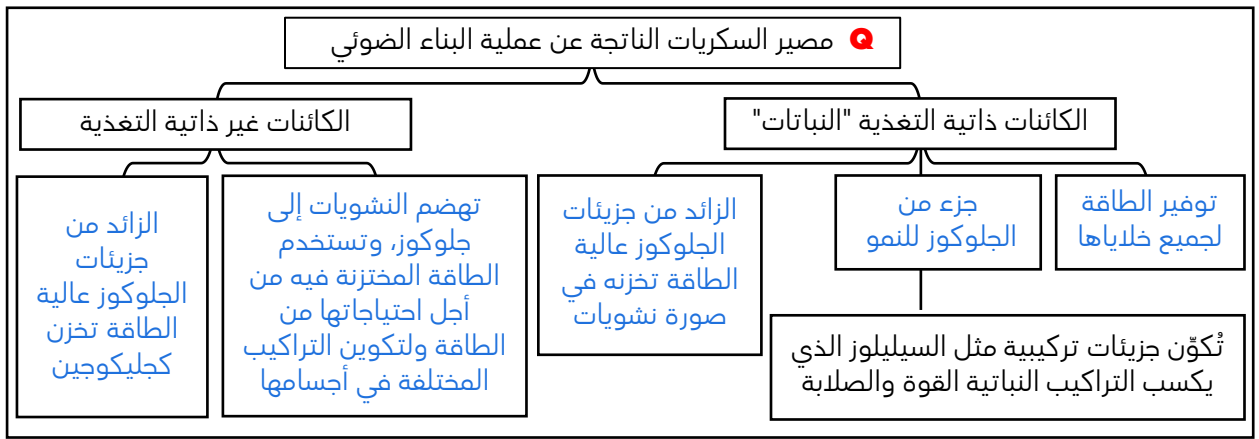 Q مصير السكريات الناتجة عن عملية البناء الضوئي
الكائنات ذاتية التغذية "النباتات"
توفير الطاقة
لجميع خلاياها
جزء من
الجلوكوز للنمو
تُكوِّن جزيئات تركيبية مثل السيليلوز الذي
يكسب التراكيب النباتية القوة والصلابة
الزائد من جزيئات
الجلوكوز عالية
الطاقة تخزنه في
صورة نشويات
الكائنات غير ذاتية التغذية
تهضم النشويات إلى
جلوكوز، وتستخدم
الطاقة المختزنة فيه من
أجل احتياجاتها من
الطاقة ولتكوين التراكيب
المختلفة في أجسامها
الزائد من
جزيئات
الجلوكوز عالية
الطاقة تخزن
كجليكوجين